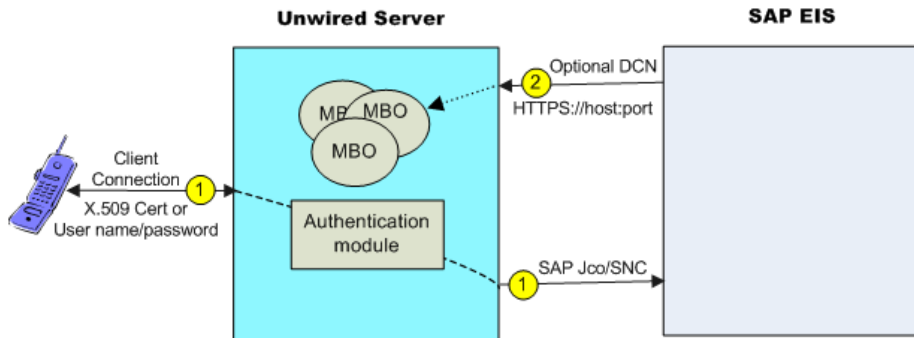 Unwired Server
SAP EIS
Optional DCN
2
HTTPS://host:port
MBO
MBO
Client
Connection
1
X.509 Cert or
User name/password
Authentication
module
SAP Jco/SNC
1